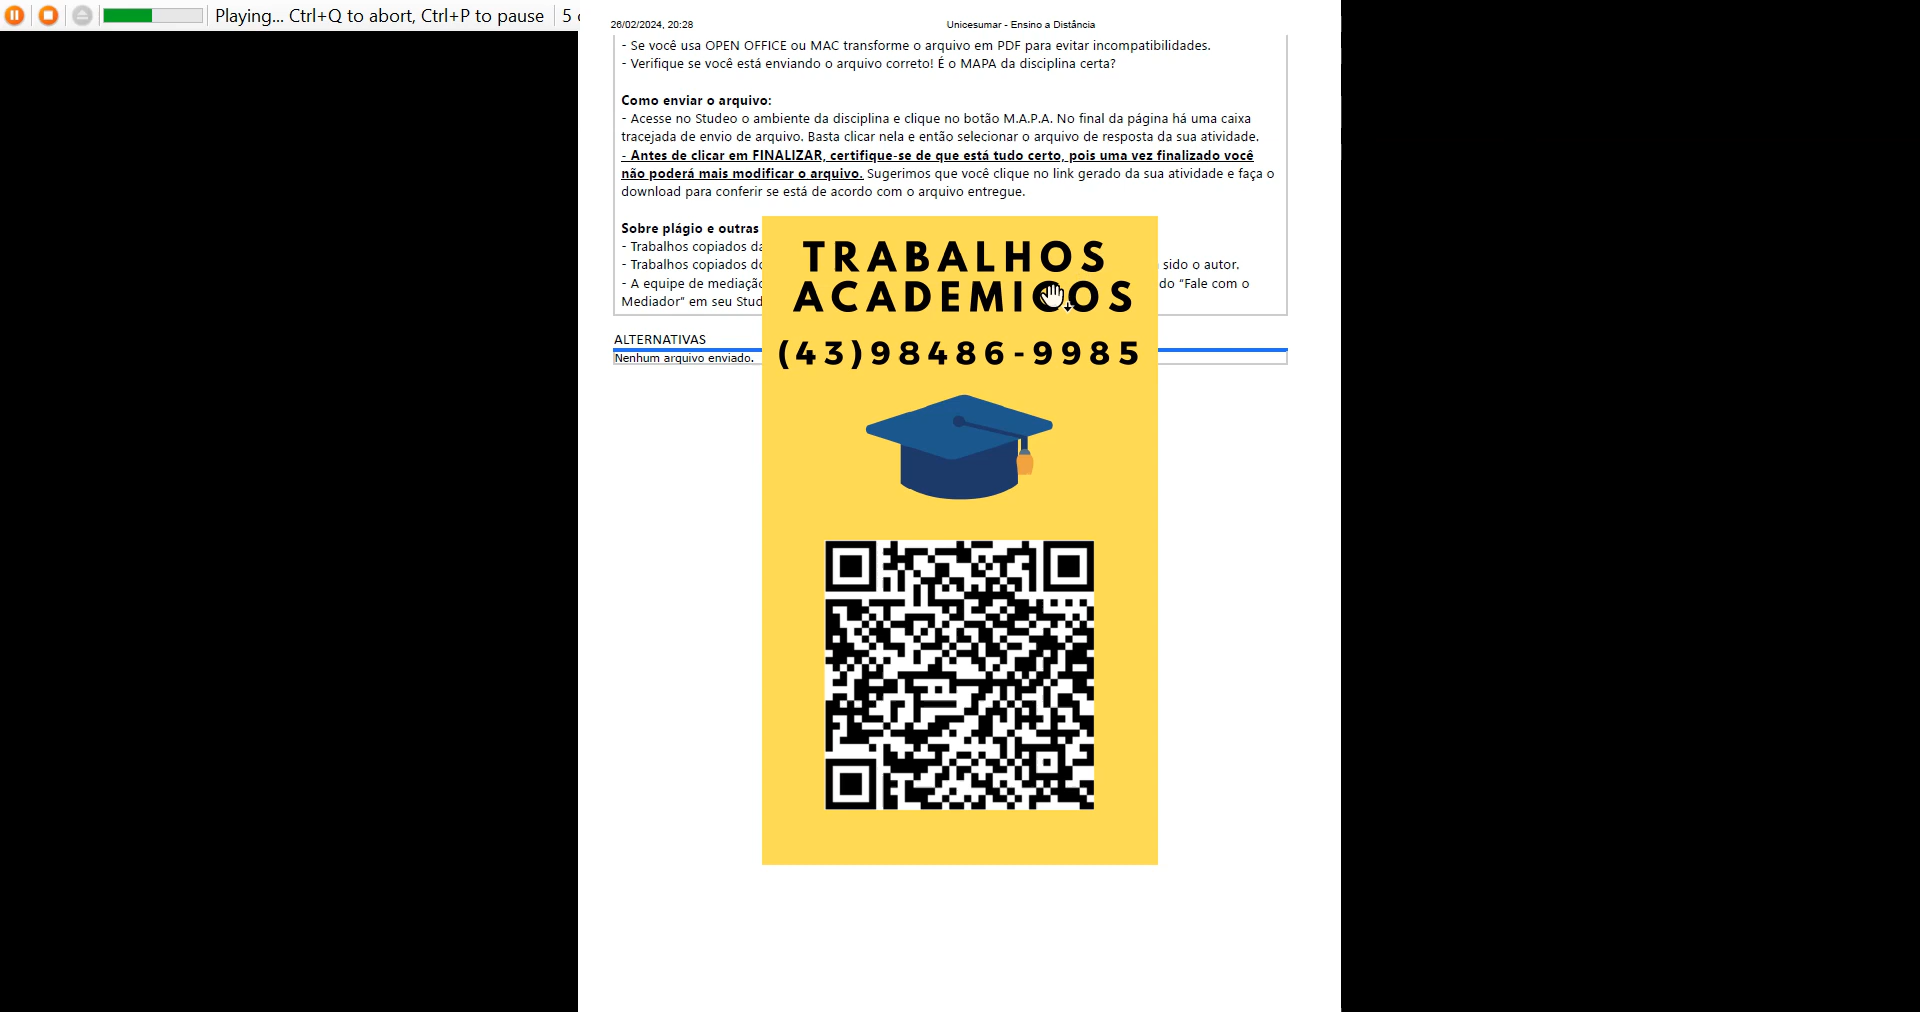 Playing... Ctrl+Q to abort, Ctrl+P to pause
5
26/02/2024, 20:28
Unicesumar - Ensino a Distância
- Se você usa OPEN OFFICE ou MAC transforme o arquivo em PDF para evitar incompatibilidades.
- Verifique se você está enviando o arquivo correto! É o MAPA da disciplina certa?
Como enviar o arquivo:
- Acesse no Studeo o ambiente da disciplina e clique no botão M.A.P.A. No final da página há uma caixa
tracejada de envio de arquivo. Basta clicar nela e então selecionar o arquivo de resposta da sua atividade.
- Antes de clicar em FINALIZAR, certifique-se de que está tudo certo, pois uma vez finalizado você
não poderá mais modificar o arquivo. Sugerimos que você clique no link gerado da sua atividade e faça o
download para conferir se está de acordo com o arquivo entregue.
Sobre plágio e outras
- Trabalhos copiados da
- Trabalhos copiados do sido o autor.
- A equipe de mediação do "Fale com o
Mediador" em seu Stud
TRABALHOS
ACADEMICOS
(43)98486-9985
ALTERNATIVAS
Nenhum arquivo enviado.